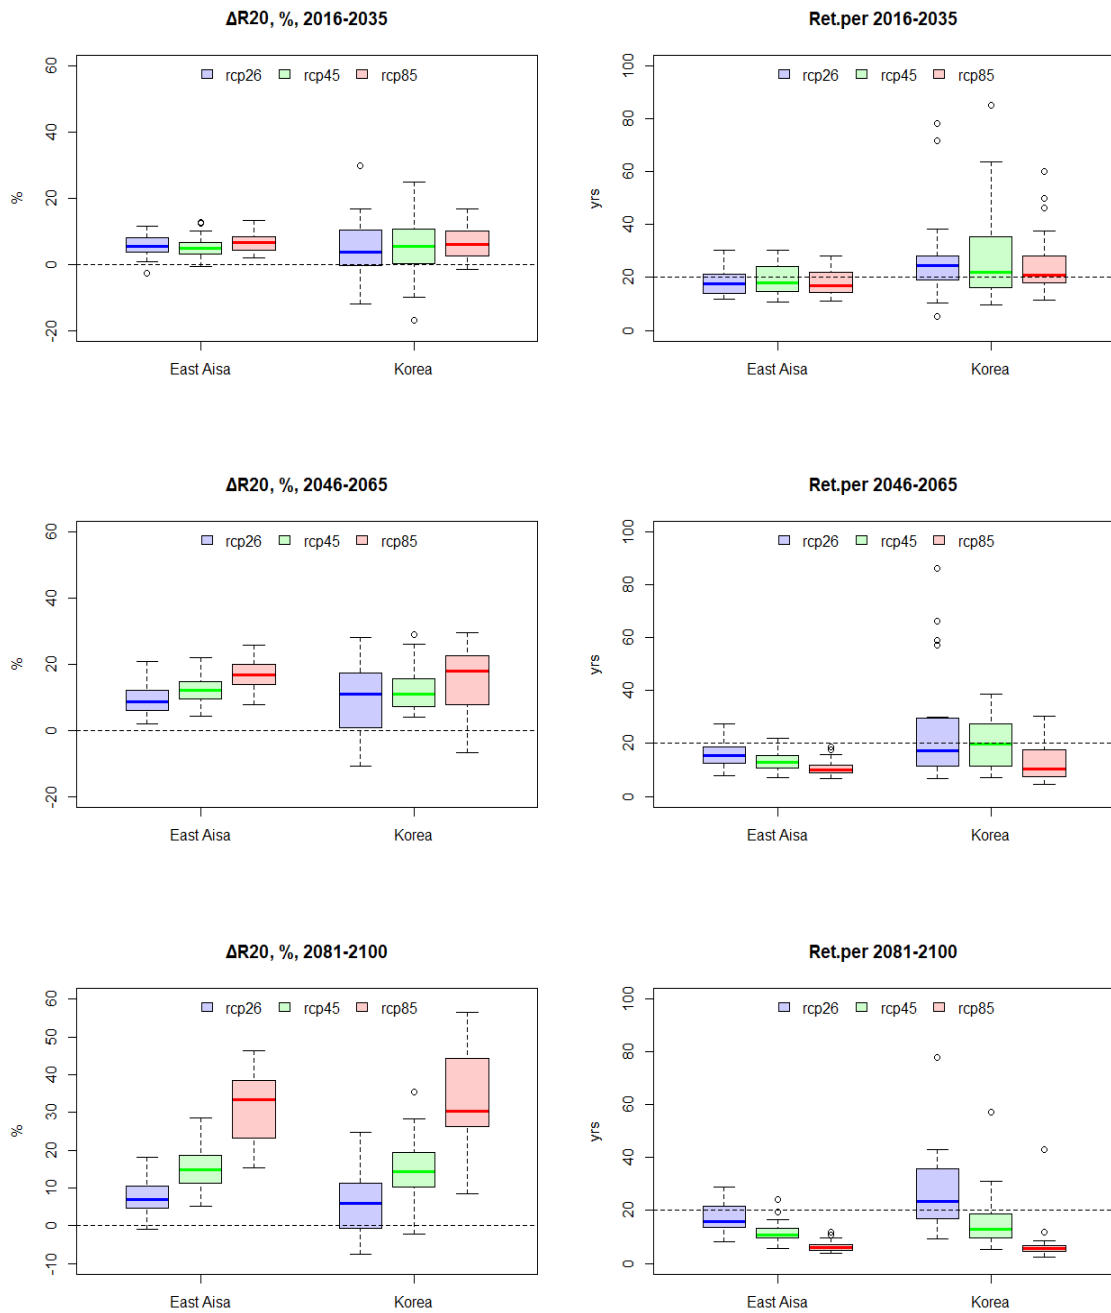 ΔR20, %, 2016-2035
Ret.per 2016-2035
rcp26 rcp45 rcp85
rcp26 rcp45 rcp85
%
60
40
20
0
-20
yrs
100
80
60
40
20
0
East Aisa Korea
East Aisa Korea
ΔR20, %, 2046-2065
Ret.per 2046-2065
rcp26 rcp45 rcp85
rcp26 rcp45 rcp85
%
60
40
20
0
-20
yrs
100
80
60
40
20
0
East Aisa Korea
East Aisa Korea
ΔR20, %, 2081-2100
Ret.per 2081-2100
rcp26 rcp45 rcp85
rcp26 rcp45 rcp85
%
60
50
40
30
20
10
0
-10
yrs
100
80
60
40
20
0
East Aisa Korea
East Aisa Korea